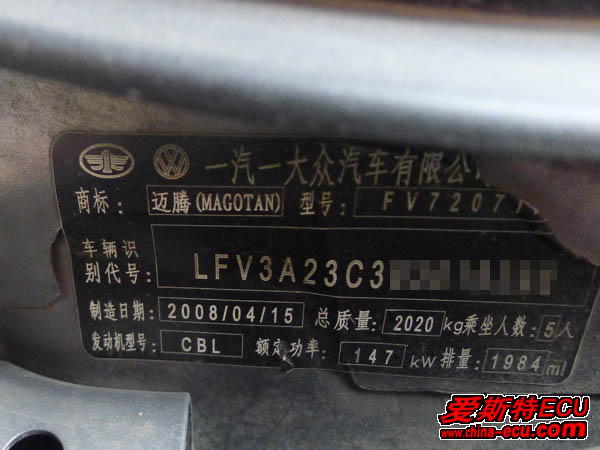 一汽一大众汽车有限公
商标: 迈腾(MAGOTAN) 型号: FV7207T
车辆识别代号: LFV3A23C3
制造日期: 2008/04/15 总质量: 2020 kg 乘坐人数: 5人
发动机型号: CBL 额定功率: 147 kW 排量: 1984 ml
爱斯特ECU
www.china-ecu.com